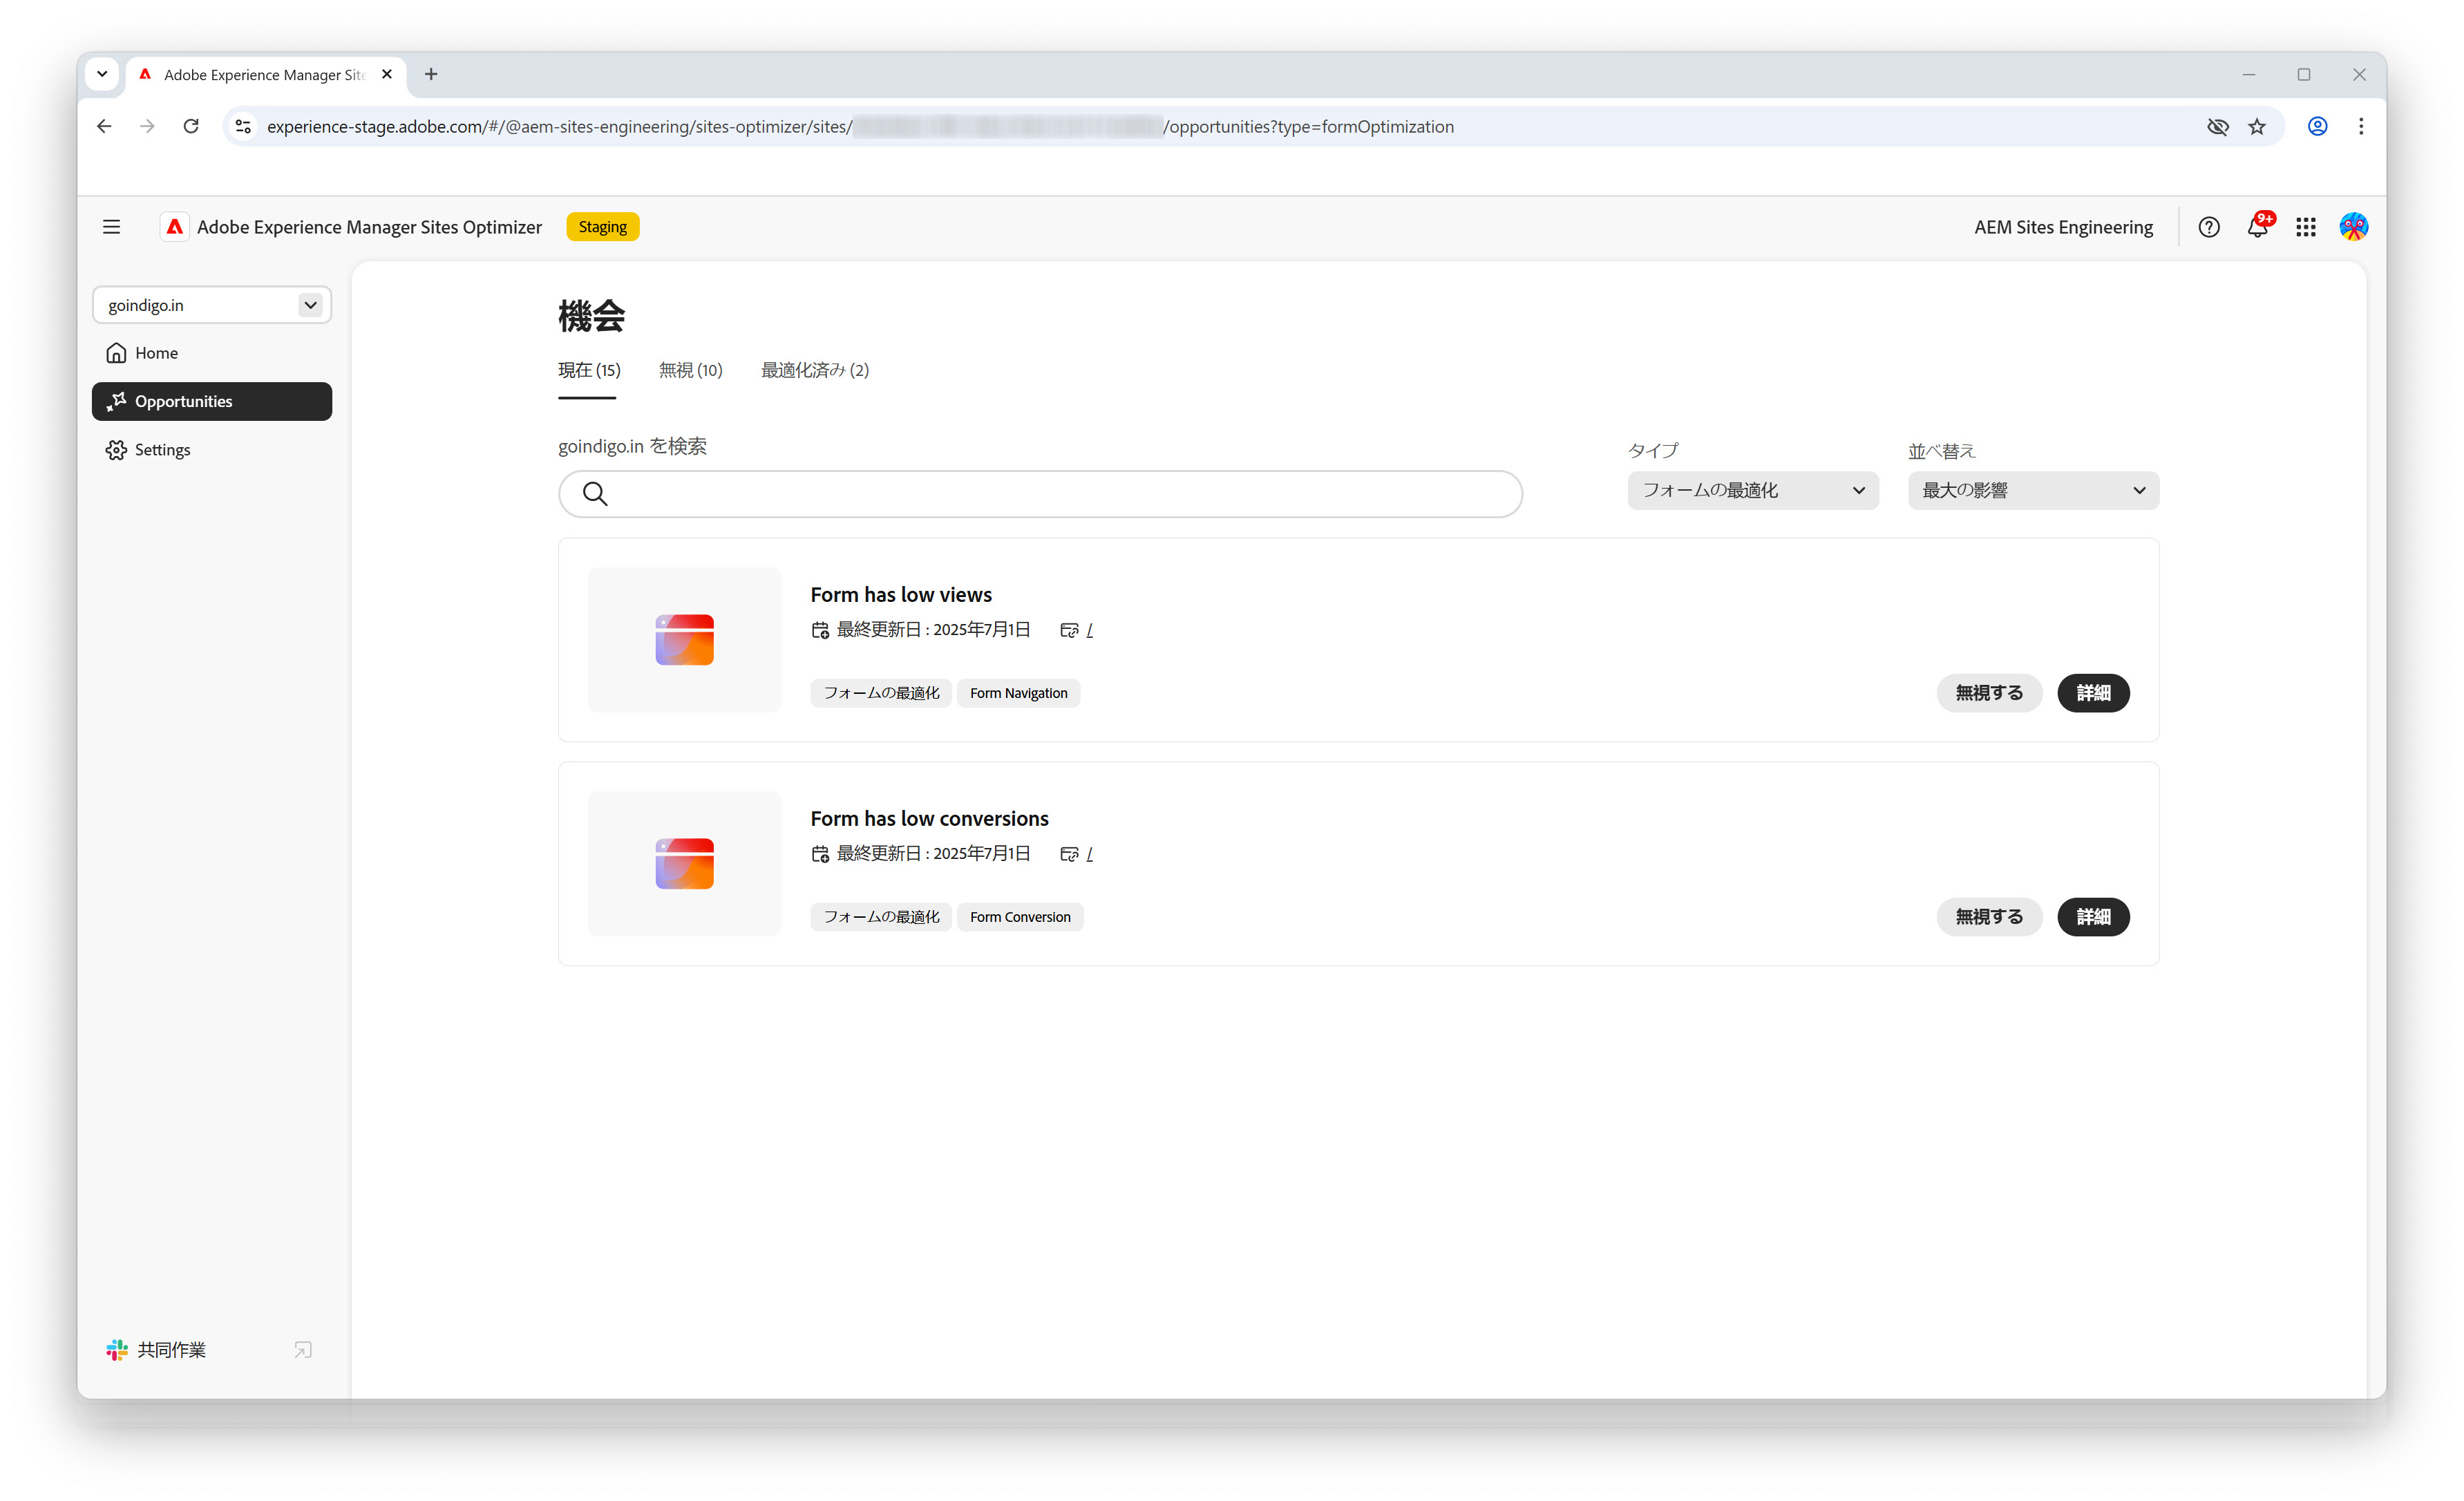 Adobe Experience Manager Site
experience-stage.adobe.com/#/@aem-sites-engineering/sites-optimizer/sites/ /opportunities?type=formOptimization
Adobe Experience Manager Sites Optimizer
Staging
AEM Sites Engineering
9+
goindigo.in
Home
Opportunities
Settings
共同作業
機会
現在 (15)
無視 (10)
最適化済み (2)
goindigo.in を検索
タイプ
フォームの最適化
並べ替え
最大の影響
Form has low views
最終更新日 : 2025年7月1日
/
フォームの最適化
Form Navigation
無視する
詳細
Form has low conversions
最終更新日 : 2025年7月1日
/
フォームの最適化
Form Conversion
無視する
詳細